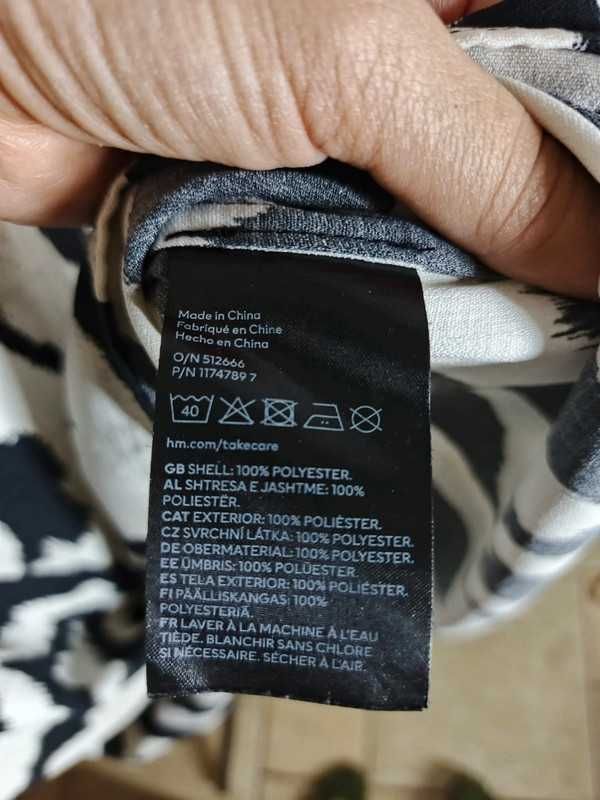 Made in China
Fabriqué en Chine
Hecho en China
O/N 512666
P/N 1174789 7
40
hm.com/takecare
GB SHELL: 100% POLYESTER.
AL SHTRESA E JASHTME: 100%
POLIESTËR.
CAT EXTERIOR: 100% POLIÈSTER.
CZ SVRCHNÍ LÁTKA: 100% POLYESTER.
DE OBERMATERIAL: 100% POLYESTER.
EE ÜMBRIS: 100% POLÜESTER.
ES TELA EXTERIOR: 100% POLIÉSTER.
FI PÄÄLLISKANGAS: 100%
POLYESTERIÄ.
FR LAVER À LA MACHINE À L'EAU
TIÈDE. BLANCHIR SANS CHLORE
SI NÉCESSAIRE. SÉCHER À L'AIR.